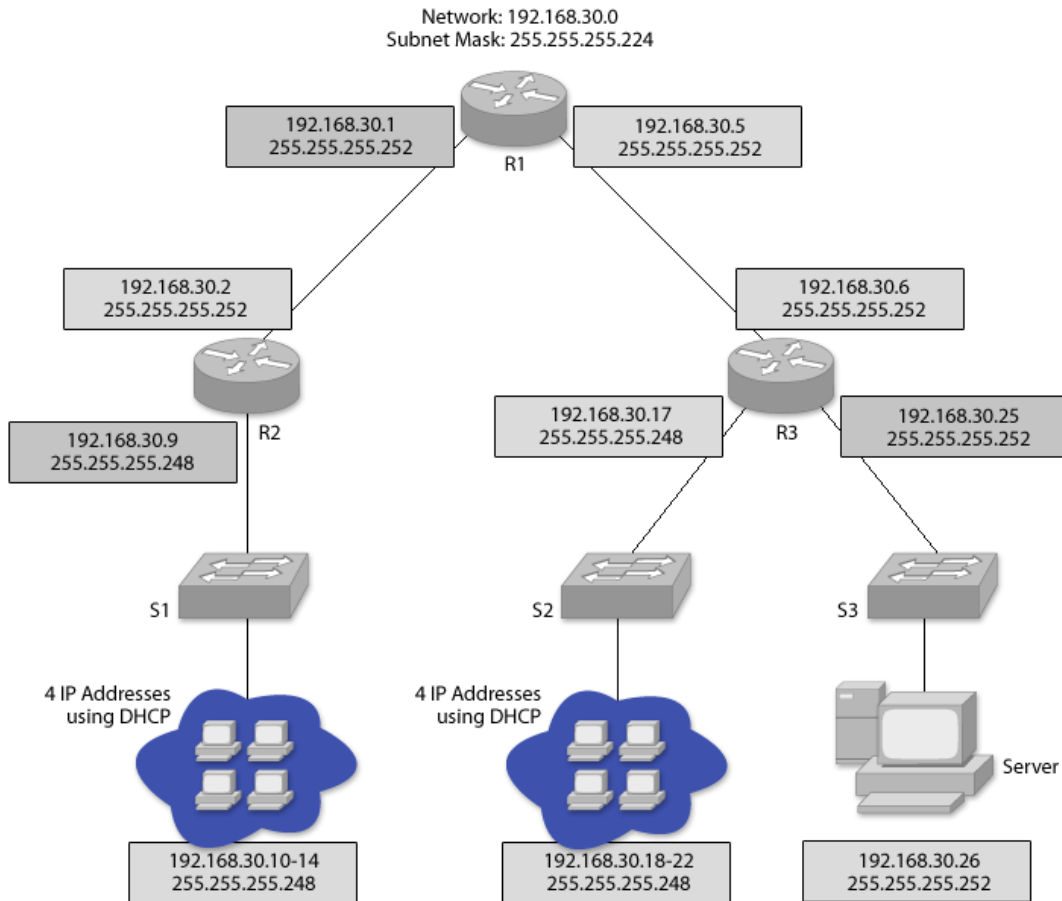 Network: 192.168.30.0
Subnet Mask: 255.255.255.224
192.168.30.1
255.255.255.252
192.168.30.5
255.255.255.252
R1
192.168.30.2
255.255.255.252
192.168.30.6
255.255.255.252
R2
192.168.30.9
255.255.255.248
192.168.30.17
255.255.255.248
R3
192.168.30.25
255.255.255.252
S1
S2
S3
4 IP Addresses
using DHCP
4 IP Addresses
using DHCP
Server
192.168.30.10-14
255.255.255.248
192.168.30.18-22
255.255.255.248
192.168.30.26
255.255.255.252